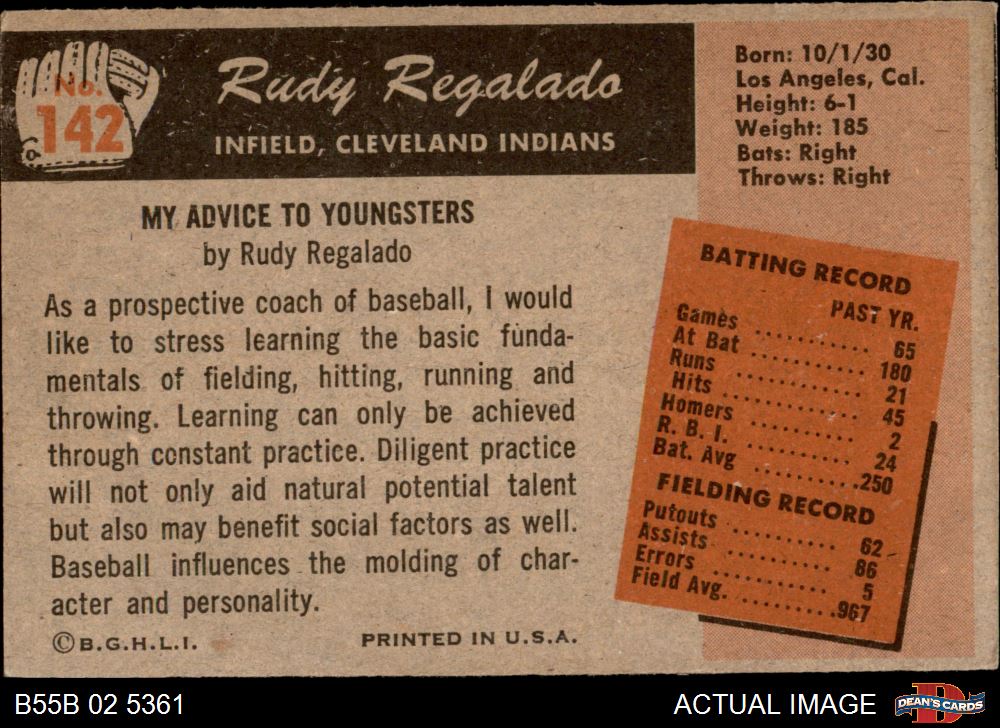 No.
142
Rudy Regalado
INFIELD, CLEVELAND INDIANS
Born: 10/1/30
Los Angeles, Cal.
Height: 6-1
Weight: 185
Bats: Right
Throws: Right
MY ADVICE TO YOUNGSTERS
by Rudy Regalado
As a prospective coach of baseball, I would
like to stress learning the basic funda-
mentals of fielding, hitting, running and
throwing. Learning can only be achieved
through constant practice. Diligent practice
will not only aid natural potential talent
but also may benefit social factors as well.
Baseball influences the molding of char-
acter and personality.
©B.G.H.L.I. PRINTED IN U.S.A.
BATTING RECORD
PAST YR.
Games .......... 65
At Bat .......... 180
Runs .......... 21
Hits .......... 45
Homers .......... 2
R. B. I. .......... 24
Bat. Avg .......... .250
FIELDING RECORD
Putouts .......... 62
Assists .......... 86
Errors .......... 5
Field Avg. .......... .967
B55B 02 5361 ACTUAL IMAGE
D
DEAN'S CARDS